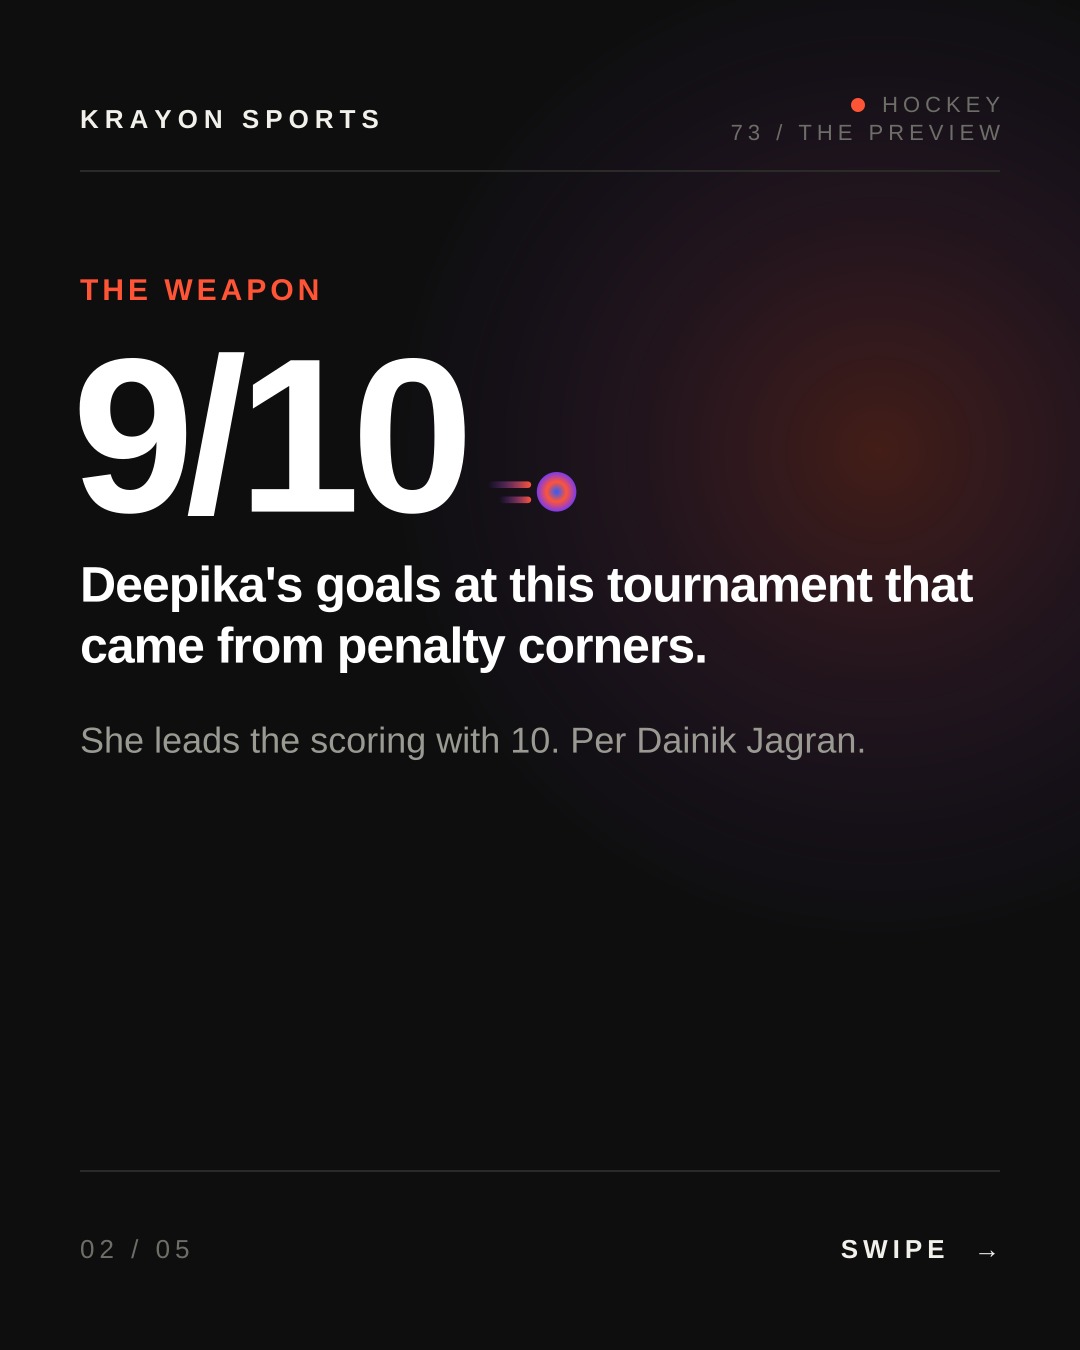 KRAYON SPORTS
HOCKEY
73 / THE PREVIEW
THE WEAPON
9/10
Deepika's goals at this tournament that
came from penalty corners.
She leads the scoring with 10. Per Dainik Jagran.
02 / 05
SWIPE →